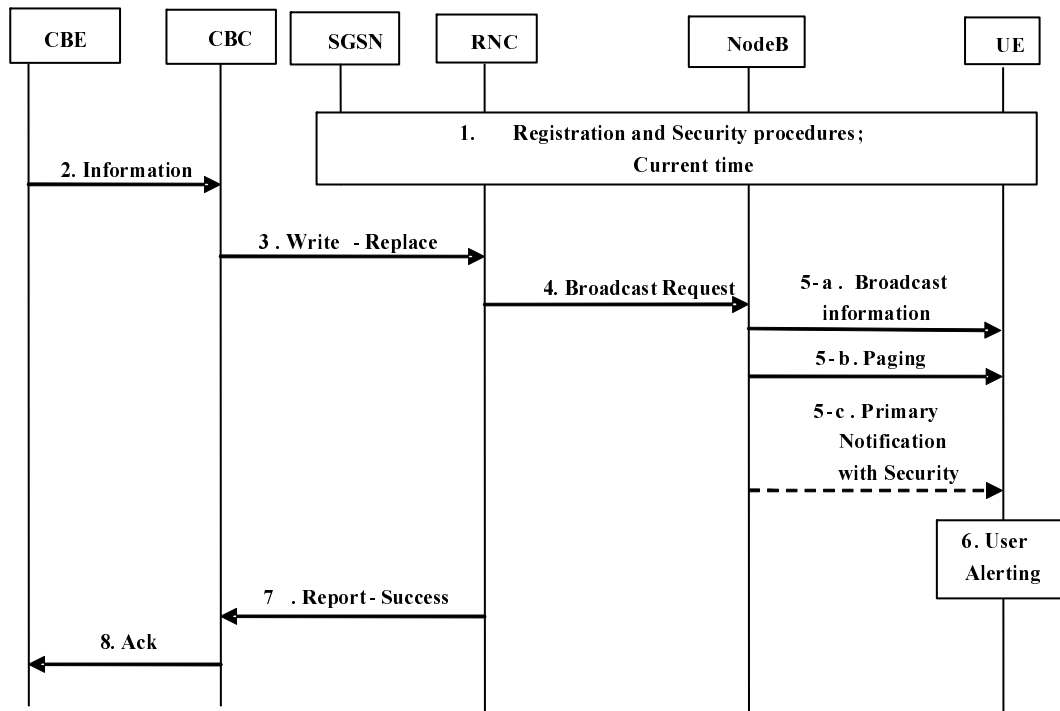 CBE
CBC
SGSN
RNC
NodeB
UE
1. Registration and Security procedures;
Current time
2. Information
3 . Write - Replace
4. Broadcast Request
5-a . Broadcast
information
5-b . Paging
5-c . Primary
Notification
with Security
6. User
Alerting
7 . Report - Success
8. Ack